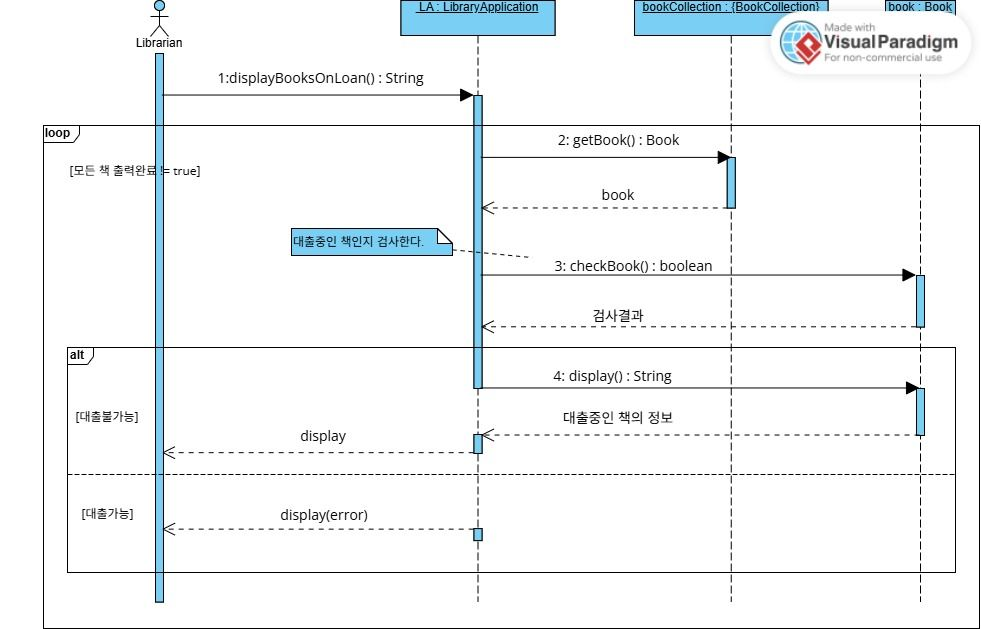 LA : LibraryApplication
bookCollection : {BookCollection}
book : Book
Made with
Visual Paradigm
For non-commercial use
Librarian
1:displayBooksOnLoan() : String
loop
2: getBook() : Book
[모든 책 출력완료 != true]
book
대출중인 책인지 검사한다.
3: checkBook() : boolean
검사결과
alt
4: display() : String
[대출불가능]
대출중인 책의 정보
display
[대출가능]
display(error)